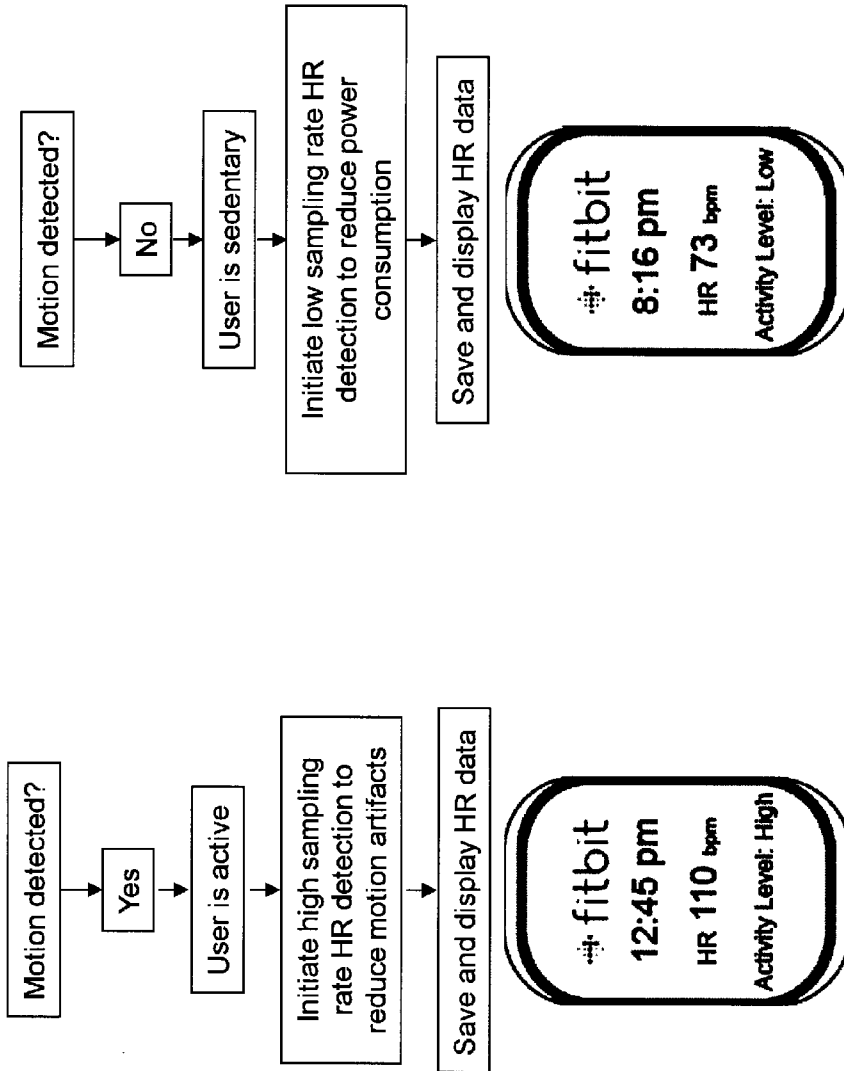 Motion detected?
Yes
User is active
Initiate high sampling
rate HR detection to
reduce motion artifacts
Save and display HR data
fitbit
12:45 pm
HR 110 bpm
Activity Level: High
Motion detected?
No
User is sedentary
Initiate low sampling rate HR
detection to reduce power
consumption
Save and display HR data
fitbit
8:16 pm
HR 73 bpm
Activity Level: Low